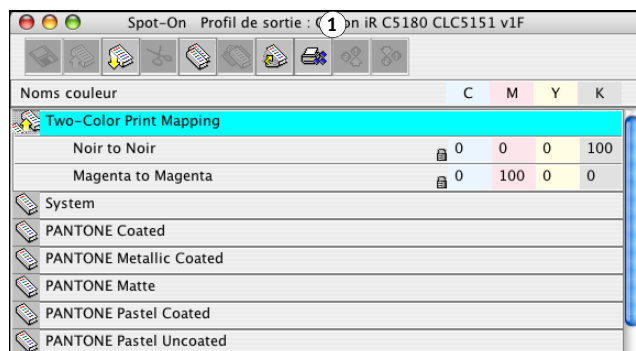 Spot-On Profil de sortie : 1 on iR C5180 CLC5151 v1F
Noms couleur C M Y K
Two-Color Print Mapping
Noir to Noir 0 0 0 100
Magenta to Magenta 0 100 0 0
System
PANTONE Coated
PANTONE Metallic Coated
PANTONE Matte
PANTONE Pastel Coated
PANTONE Pastel Uncoated